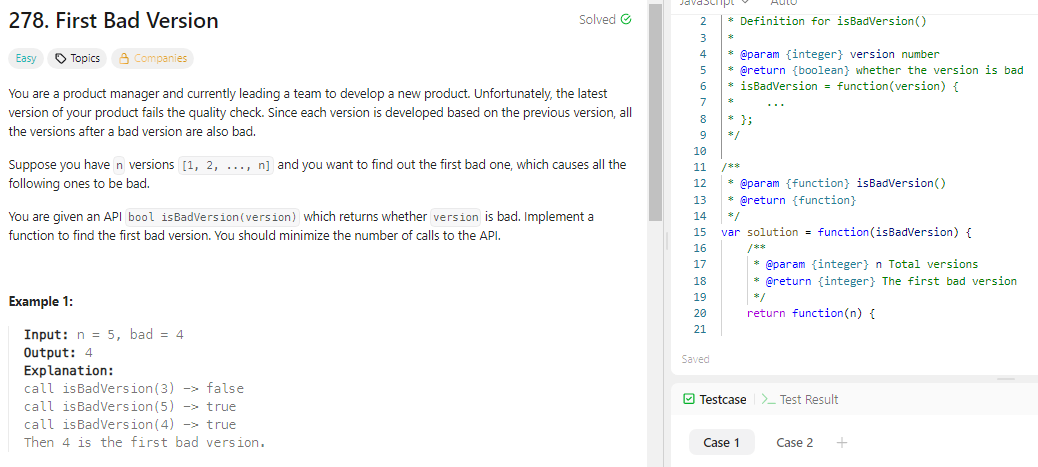 278. First Bad Version
Solved
Easy
Topics
Companies
You are a product manager and currently leading a team to develop a new product. Unfortunately, the latest
version of your product fails the quality check. Since each version is developed based on the previous version, all
the versions after a bad version are also bad.
Suppose you have n versions [1, 2, ..., n] and you want to find out the first bad one, which causes all the
following ones to be bad.
You are given an API bool isBadVersion(version) which returns whether version is bad. Implement a
function to find the first bad version. You should minimize the number of calls to the API.
Example 1:
Input: n = 5, bad = 4
Output: 4
Explanation:
call isBadVersion(3) -> false
call isBadVersion(5) -> true
call isBadVersion(4) -> true
Then 4 is the first bad version.
JavaScript Auto
2 * Definition for isBadVersion()
3 *
4 * @param {integer} version number
5 * @return {boolean} whether the version is bad
6 * isBadVersion = function(version) {
7 * ...
8 * };
9 */
10
11 /**
12 * @param {function} isBadVersion()
13 * @return {function}
14 */
15 var solution = function(isBadVersion) {
16 /**
17 * @param {integer} n Total versions
18 * @return {integer} The first bad version
19 */
20 return function(n) {
21
Saved
Testcase
>_ Test Result
Case 1
Case 2
+